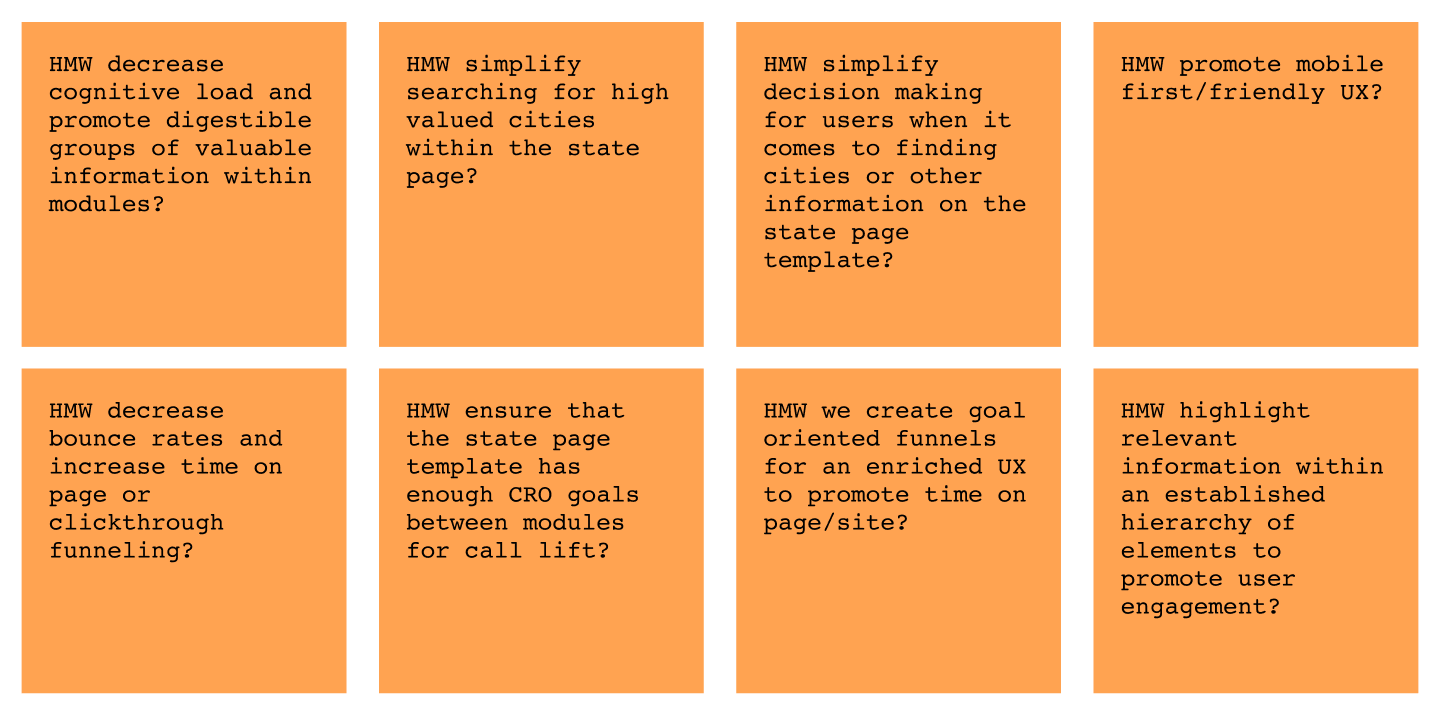 HMW decrease
cognitive load and
promote digestible
groups of valuable
information within
modules?
HMW simplify
searching for high
valued cities
within the state
page?
HMW simplify
decision making
for users when it
comes to finding
cities or other
information on the
state page
template?
HMW promote mobile
first/friendly UX?
HMW decrease
bounce rates and
increase time on
page or
clickthrough
funneling?
HMW ensure that
the state page
template has
enough CRO goals
between modules
for call lift?
HMW we create goal
oriented funnels
for an enriched UX
to promote time on
page/site?
HMW highlight
relevant
information within
an established
hierarchy of
elements to
promote user
engagement?